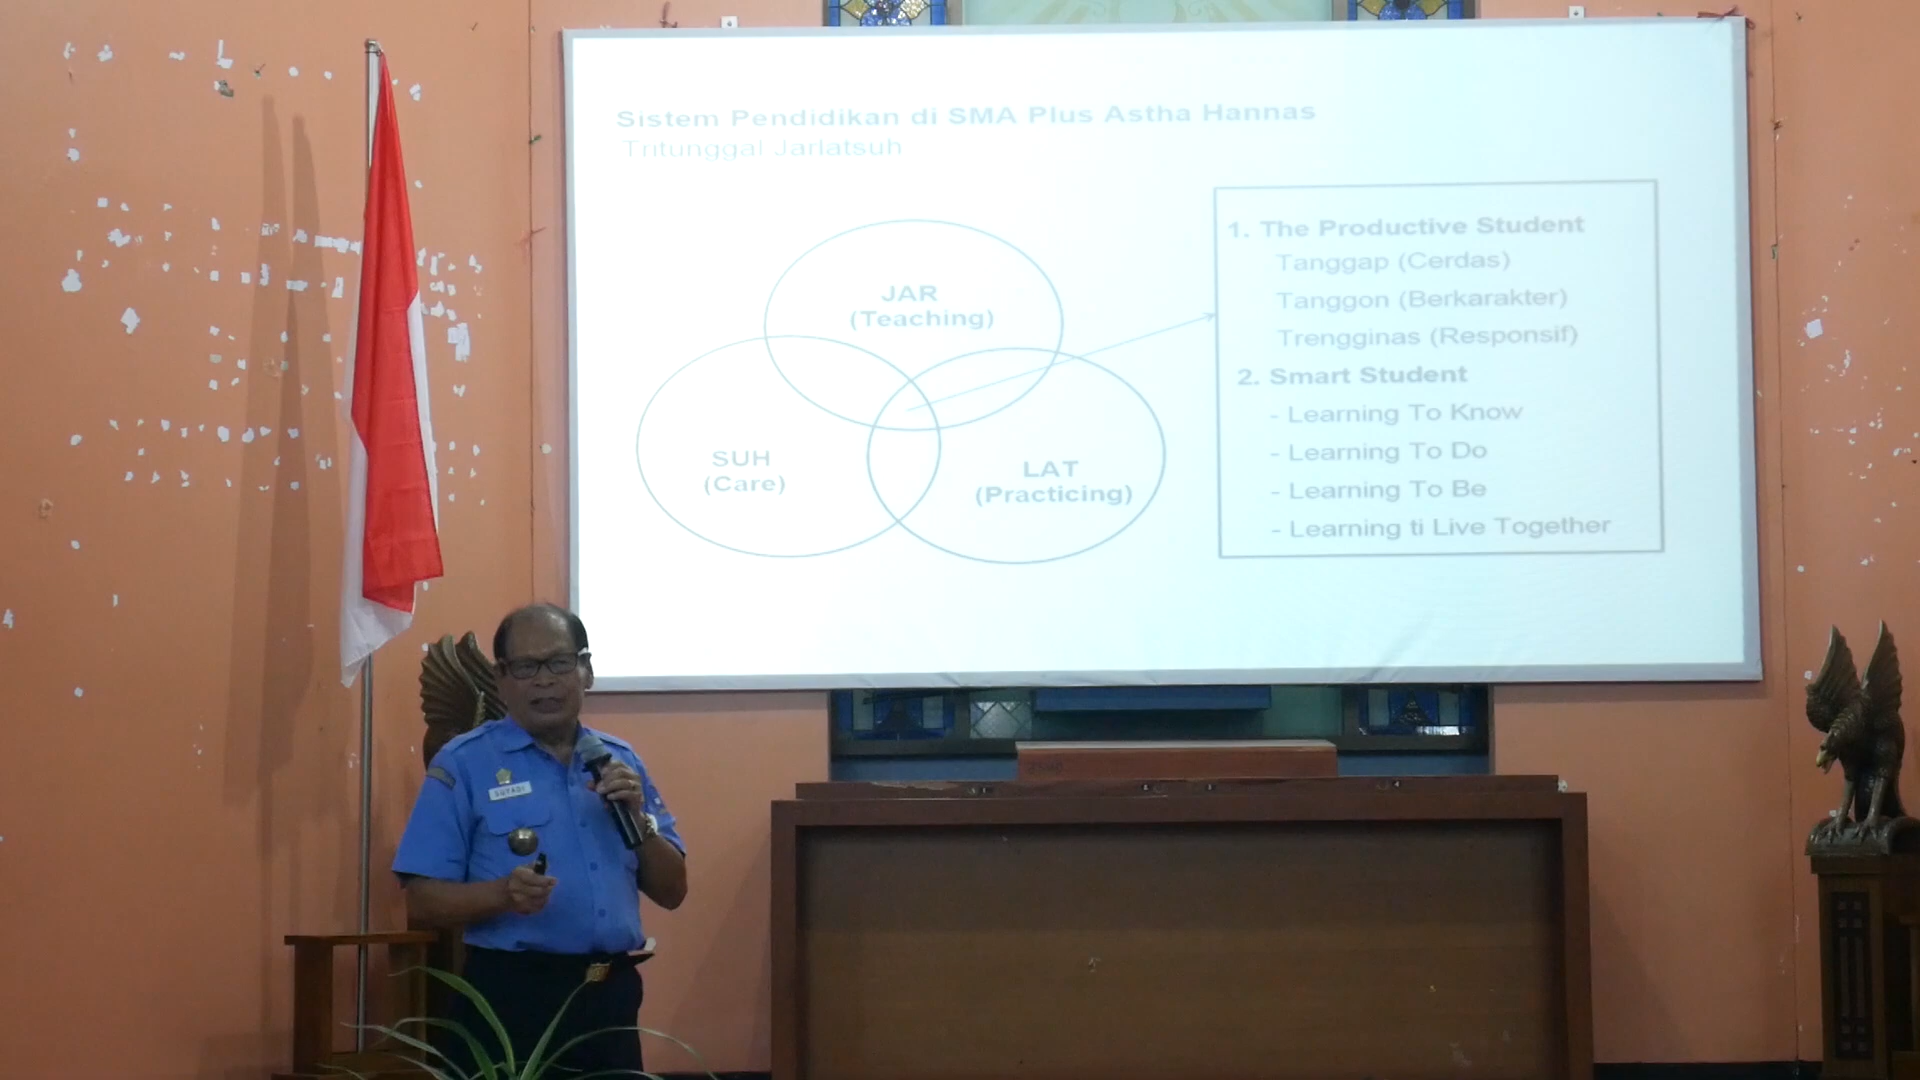 Sistem Pendidikan di SMA Plus Astha Hannas
Tritunggal Jarlatsuh
JAR
(Teaching)
SUH
(Care)
LAT
(Practicing)
1. The Productive Student
Tanggap (Cerdas)
Tanggon (Berkarakter)
Trengginas (Responsif)
2. Smart Student
- Learning To Know
- Learning To Do
- Learning To Be
- Learning ti Live Together
SUTADI